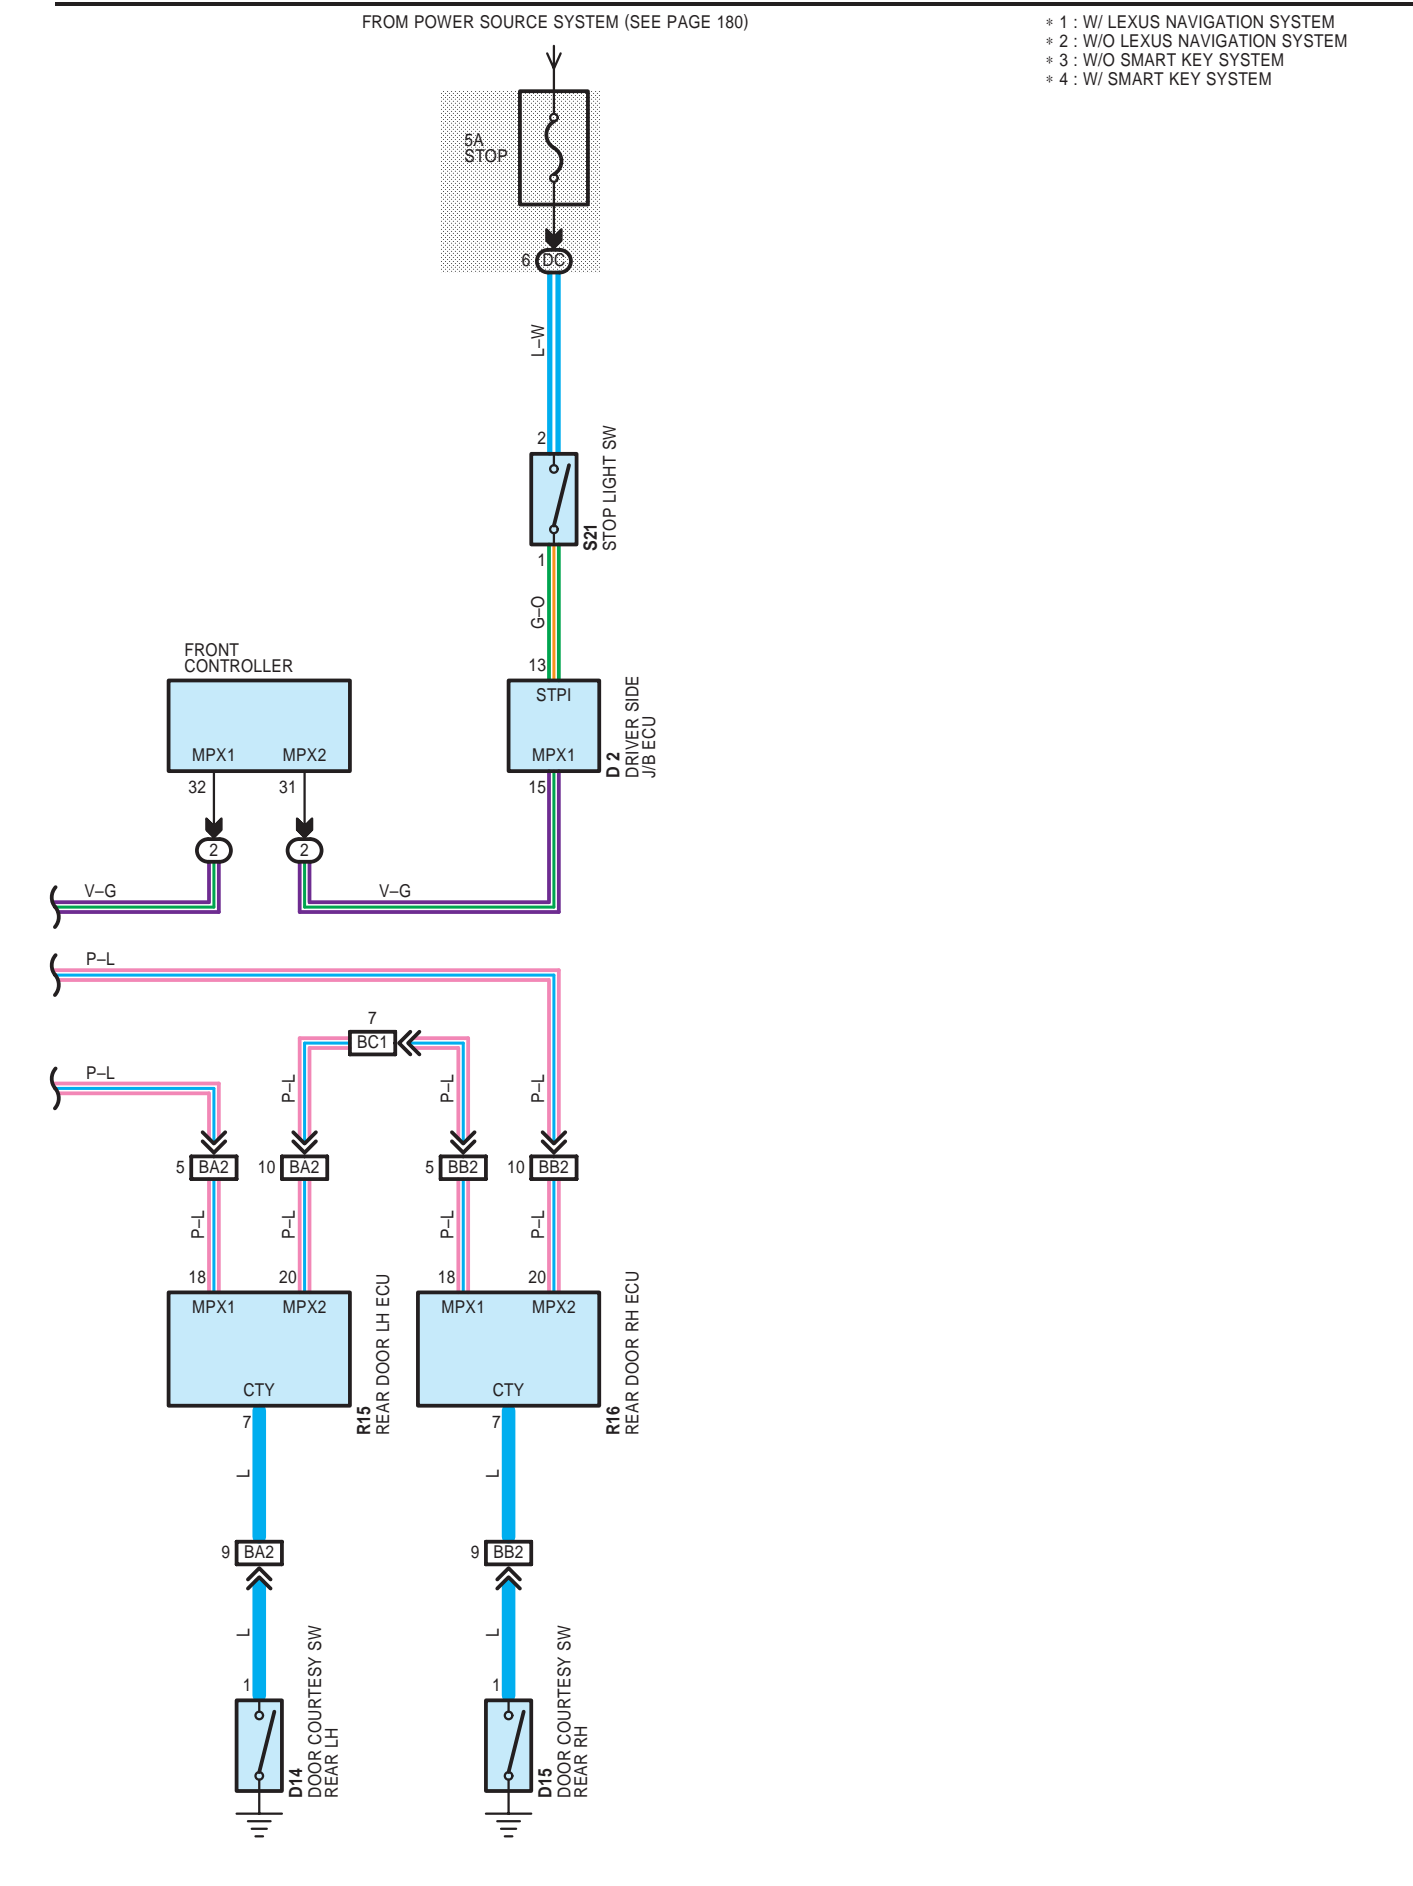 FROM POWER SOURCE SYSTEM (SEE PAGE 180)
∗ 1 : W/ LEXUS NAVIGATION SYSTEM
∗ 2 : W/O LEXUS NAVIGATION SYSTEM
∗ 3 : W/O SMART KEY SYSTEM
∗ 4 : W/ SMART KEY SYSTEM
5A
STOP
6 DC
L–W
2
S21
STOP LIGHT SW
1
G–O
FRONT
CONTROLLER
13
STPI
MPX1 MPX2
MPX1
D 2
DRIVER SIDE
J/B ECU
32 31 15
2 2
V–G V–G
P–L
7
BC1
P–L
P–L P–L P–L
5 BA2 10 BA2 5 BB2 10 BB2
P–L P–L P–L P–L
18 20 18 20
MPX1 MPX2 MPX1 MPX2
CTY CTY
R15
REAR DOOR LH ECU
R16
REAR DOOR RH ECU
7 7
L L
9 BA2 9 BB2
L L
1 1
D14
DOOR COURTESY SW
REAR LH
D15
DOOR COURTESY SW
REAR RH